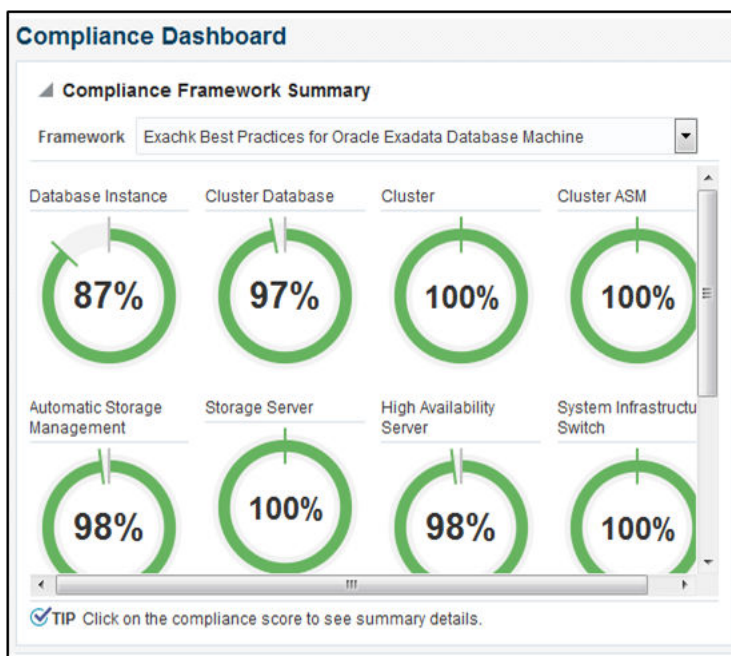 Compliance Dashboard
Compliance Framework Summary
Framework Exachk Best Practices for Oracle Exadata Database Machine
Database Instance Cluster Database Cluster Cluster ASM
87% 97% 100% 100%
Automatic Storage Storage Server High Availability System Infrastructu
Management Server Switch
98% 100% 98% 100%
TIP Click on the compliance score to see summary details.